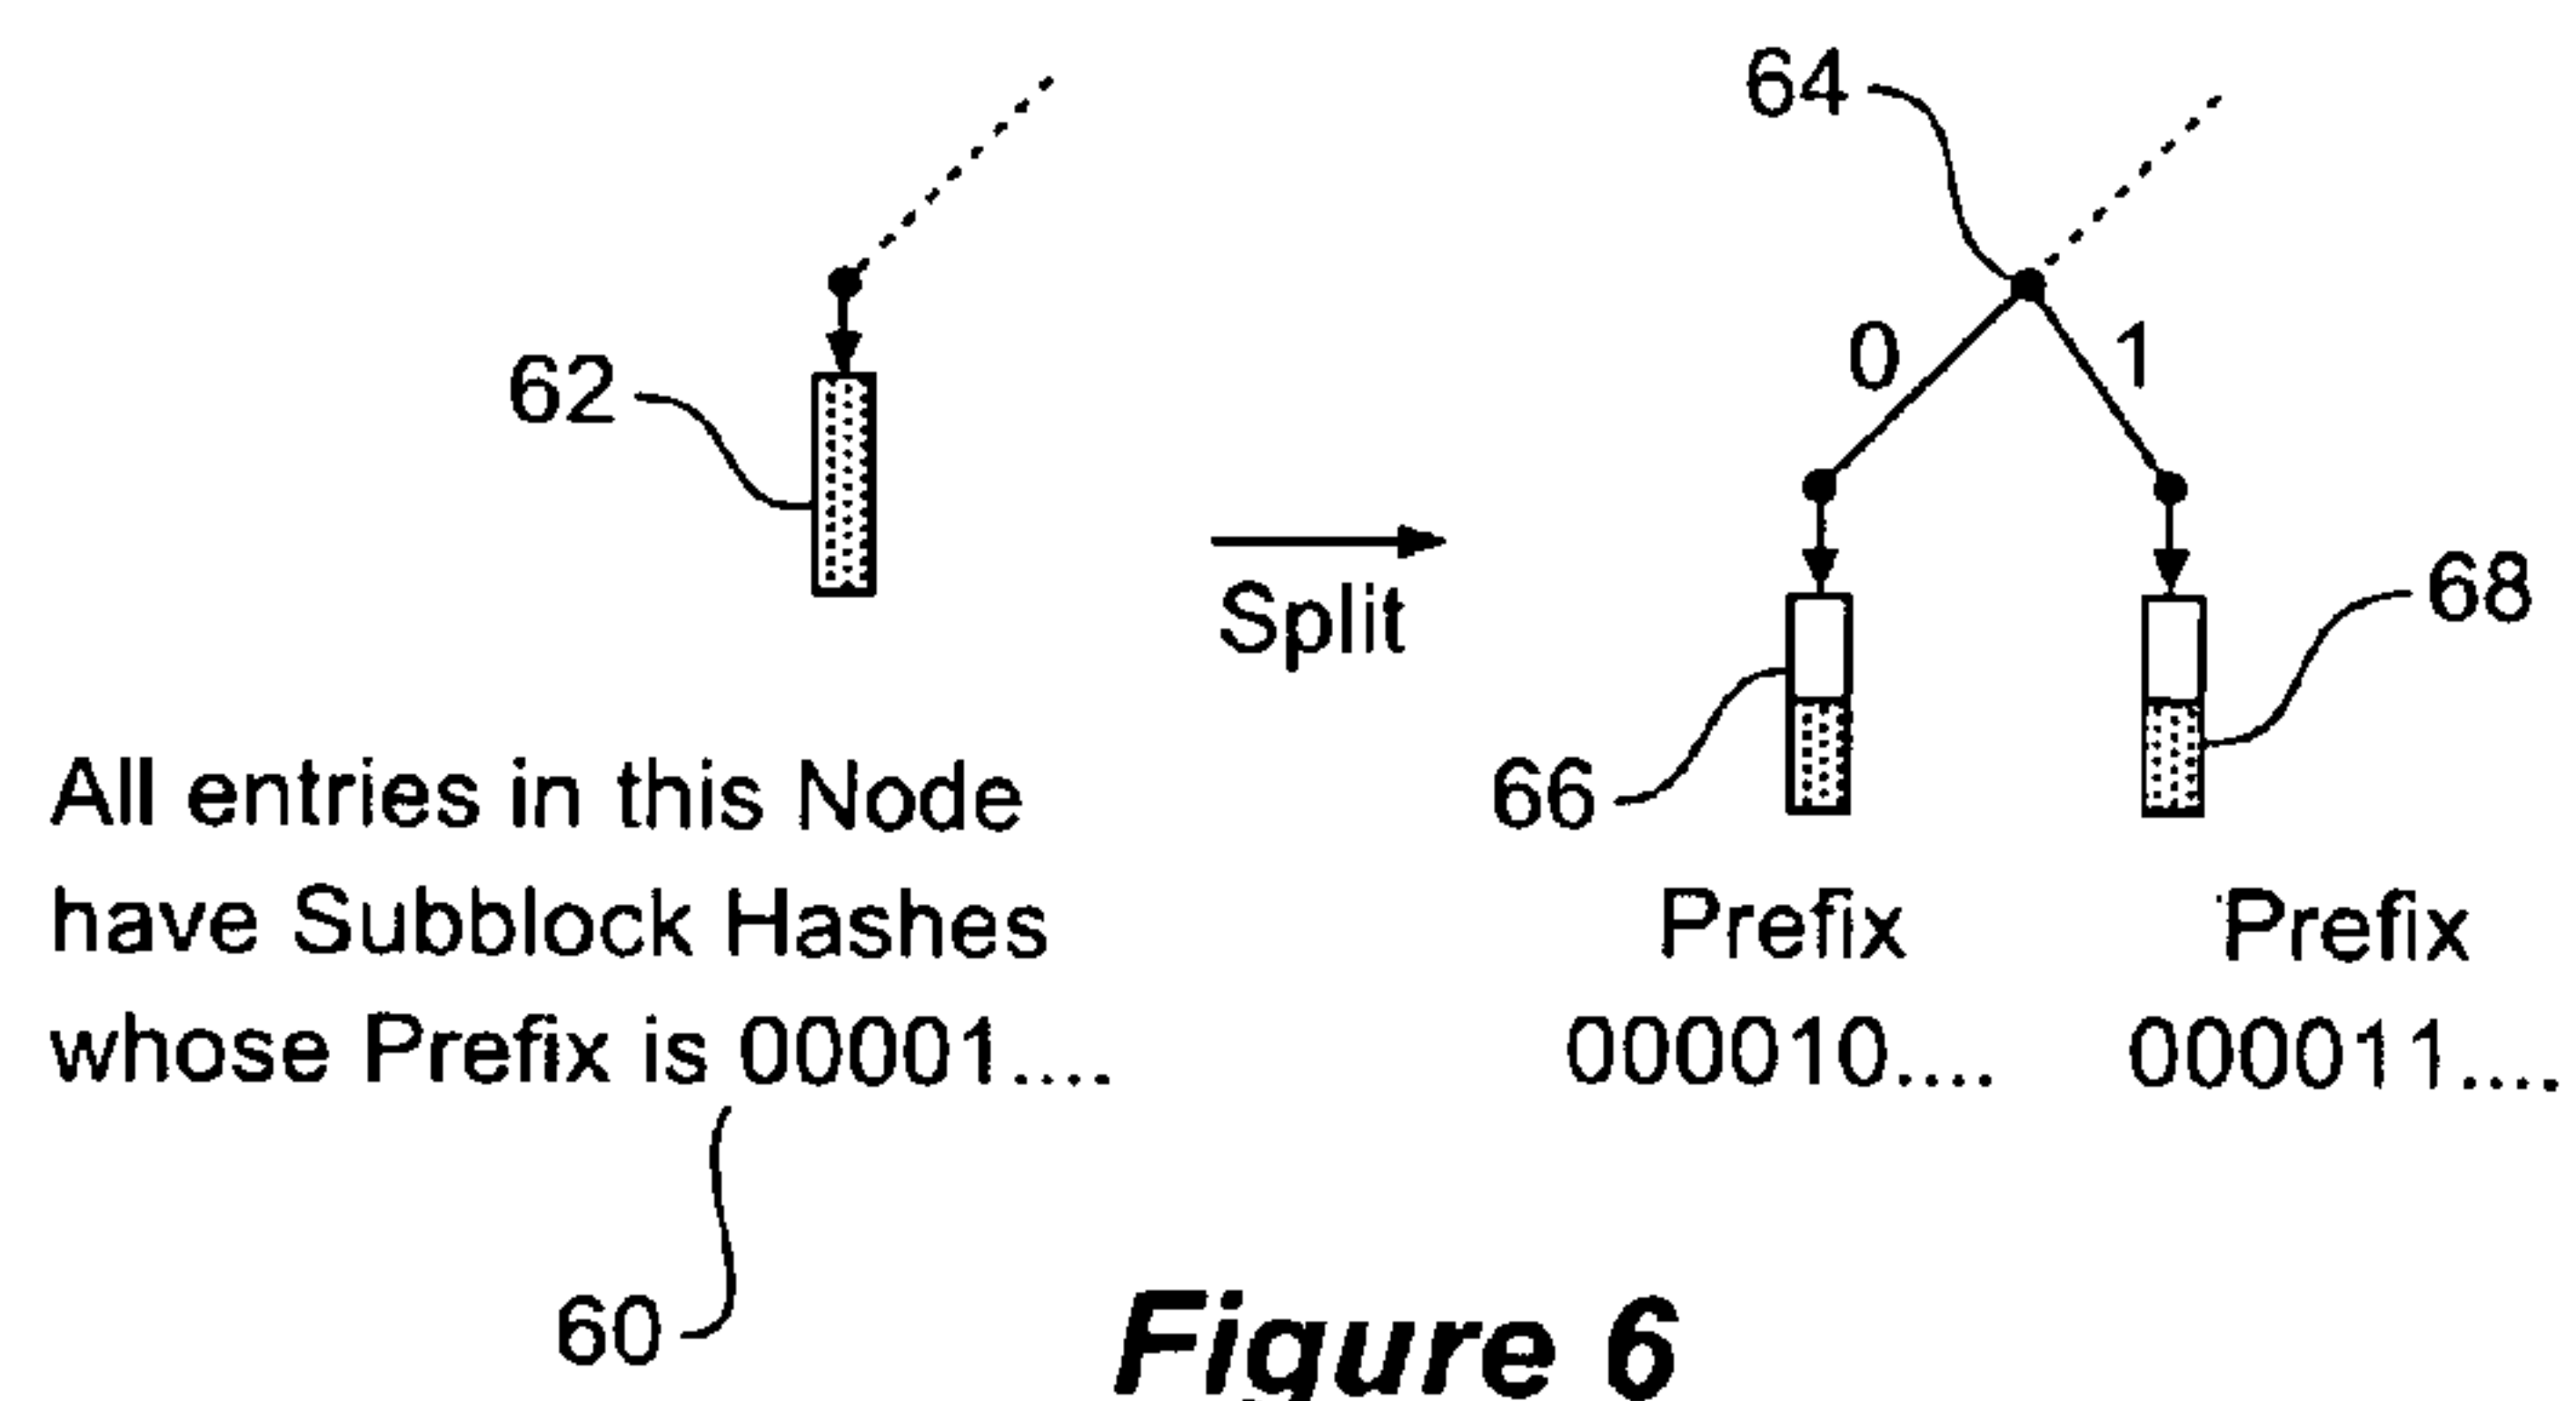 64
0
1
62
68
Split
66
All entries in this Node
have Subblock Hashes
whose Prefix is 00001....
Prefix
000010....
Prefix
000011....
60
Figure 6